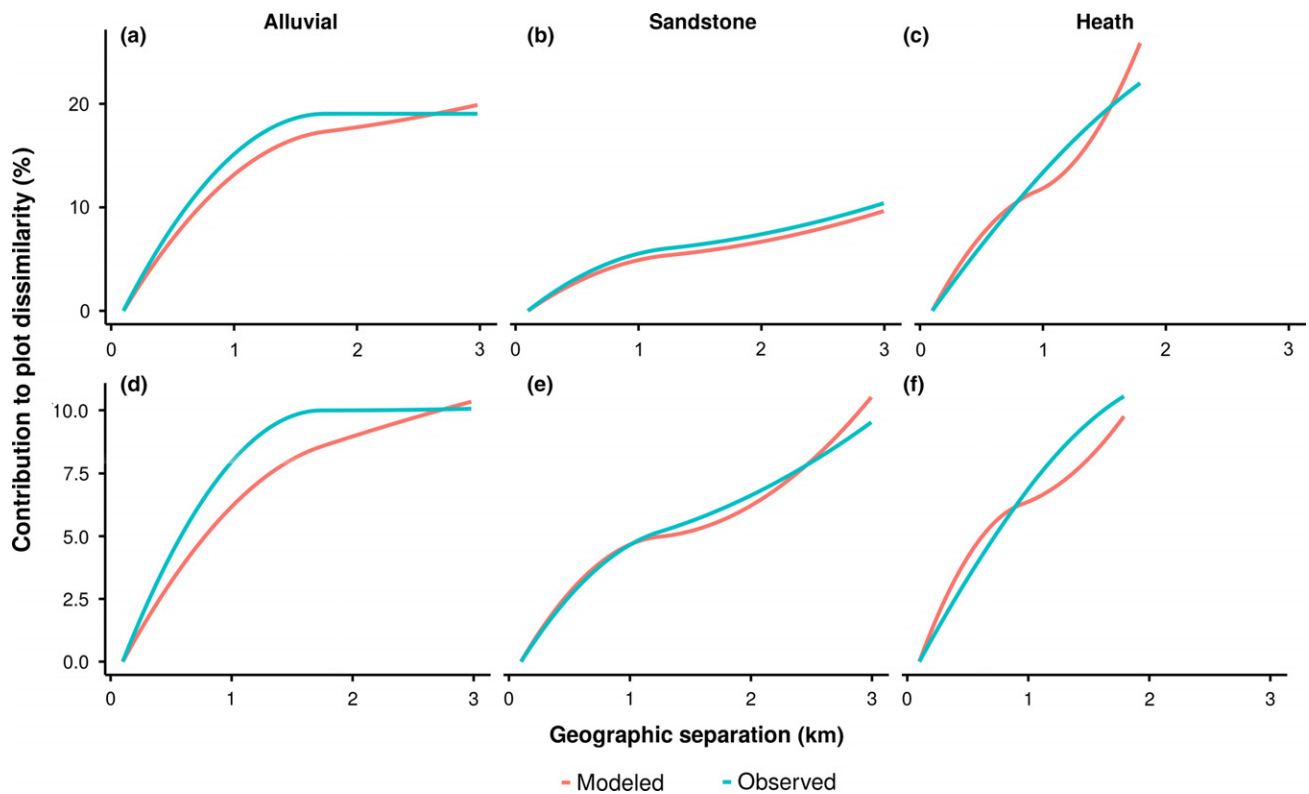 Alluvial Sandstone Heath
(a) (b) (c)
20
10
0
0 1 2 3 0 1 2 3 0 1 2 3
(d) (e) (f)
10.0
7.5
5.0
2.5
0.0
0 1 2 3 0 1 2 3 0 1 2 3
Contribution to plot dissimilarity (%)
Geographic separation (km)
Modeled Observed